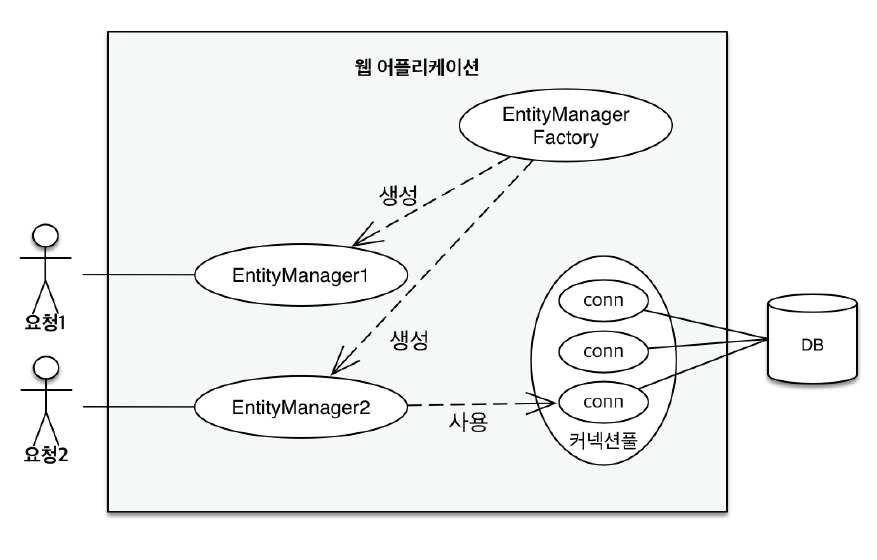 웹 어플리케이션
EntityManager
Factory
생성
EntityManager1
요청1
conn
conn
conn
커넥션풀
DB
생성
EntityManager2
사용
요청2